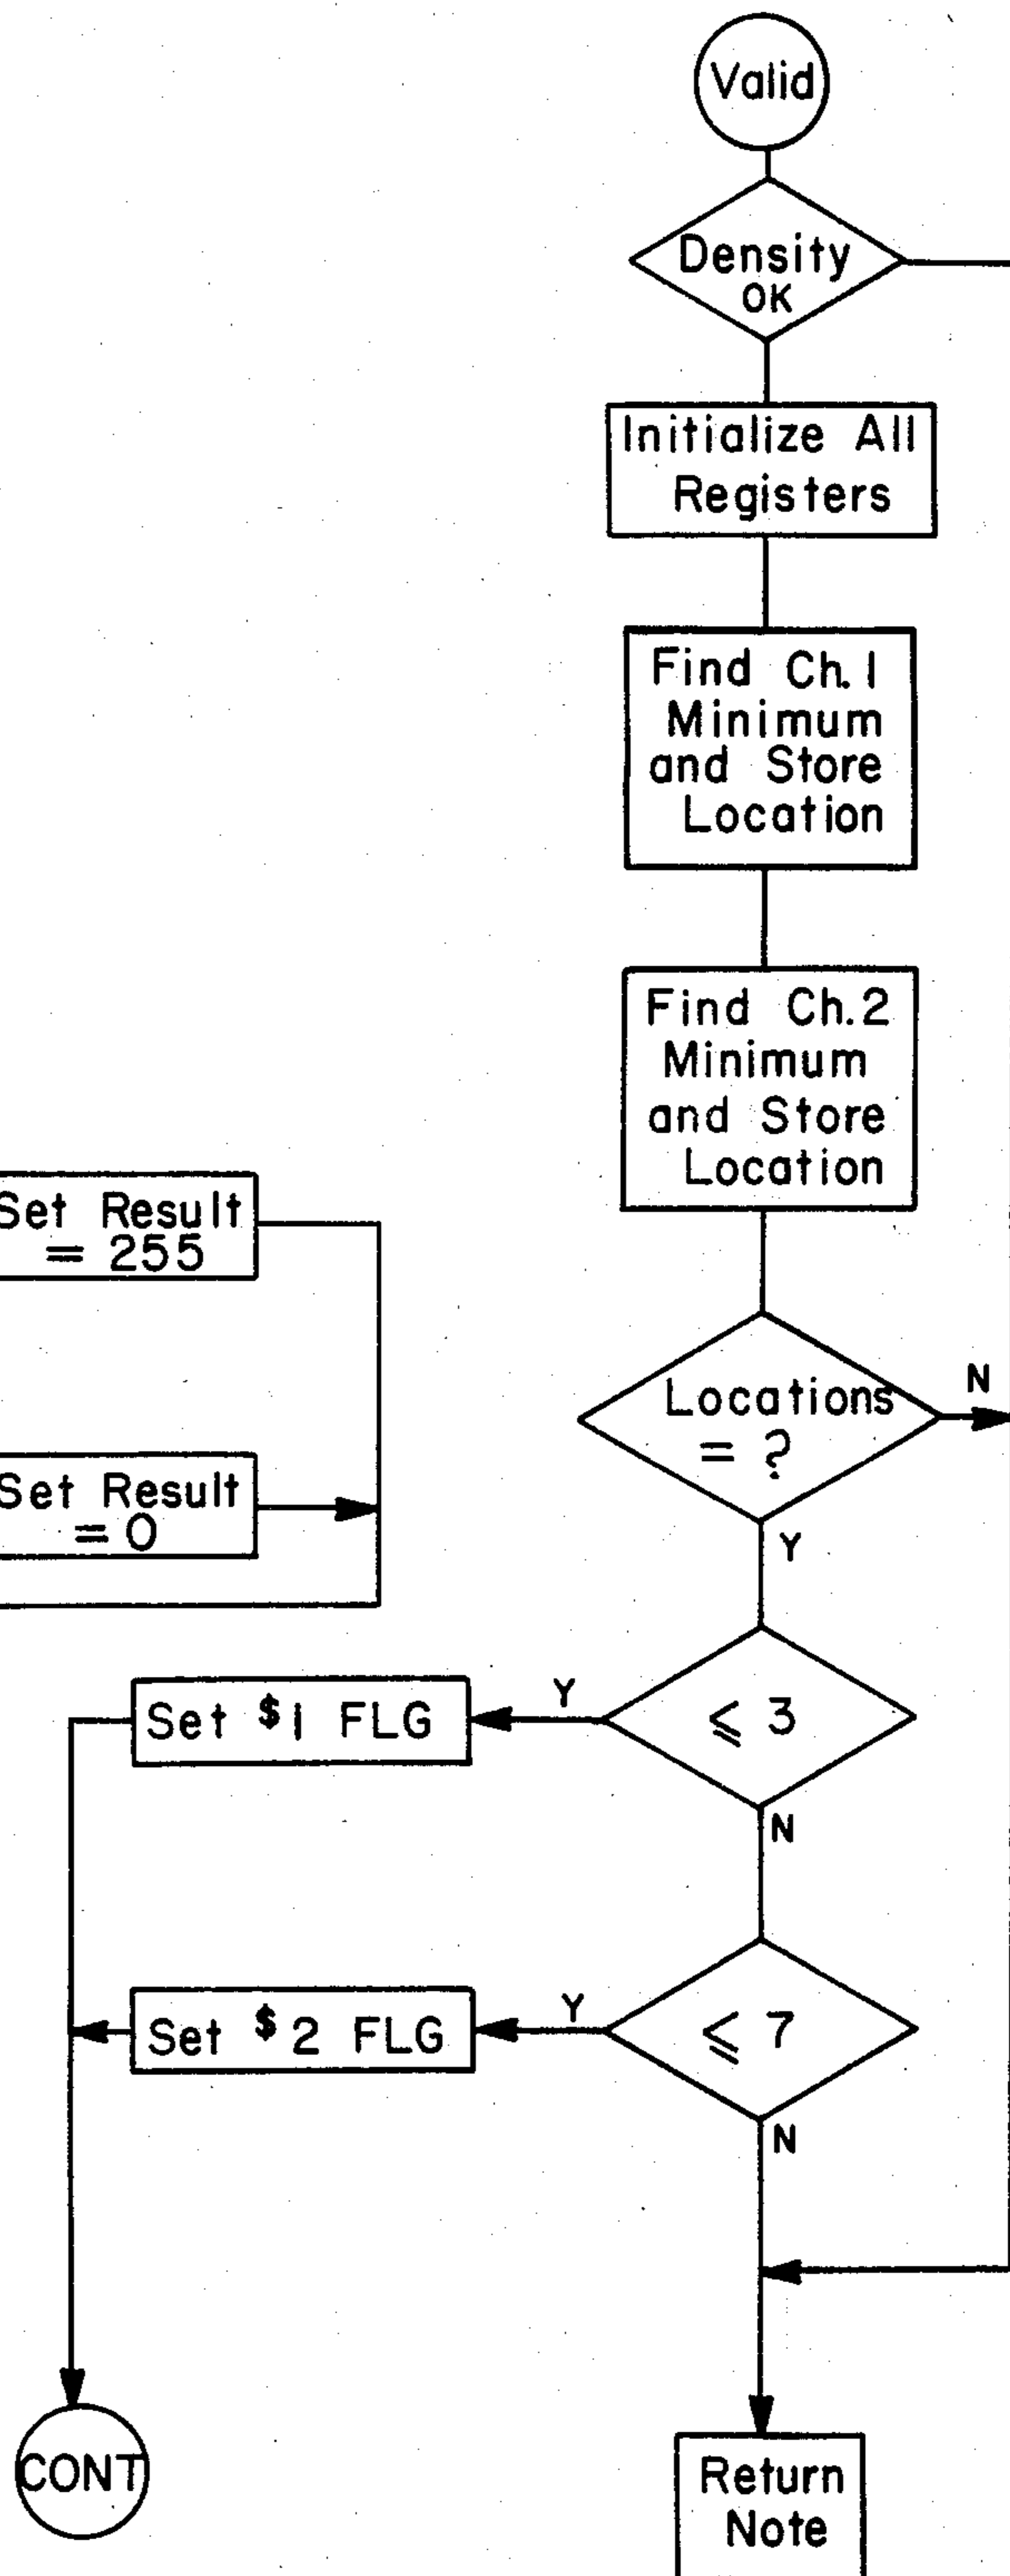 Valid
Density
OK
Initialize All
Registers
Find Ch. 1
Minimum
and Store
Location
Find Ch. 2
Minimum
and Store
Location
Set Result
= 255
Locations
= ?
N
Y
Set Result
= 0
Set $1 FLG
Y
≤ 3
N
Set $2 FLG
Y
≤ 7
N
CONT
Return
Note